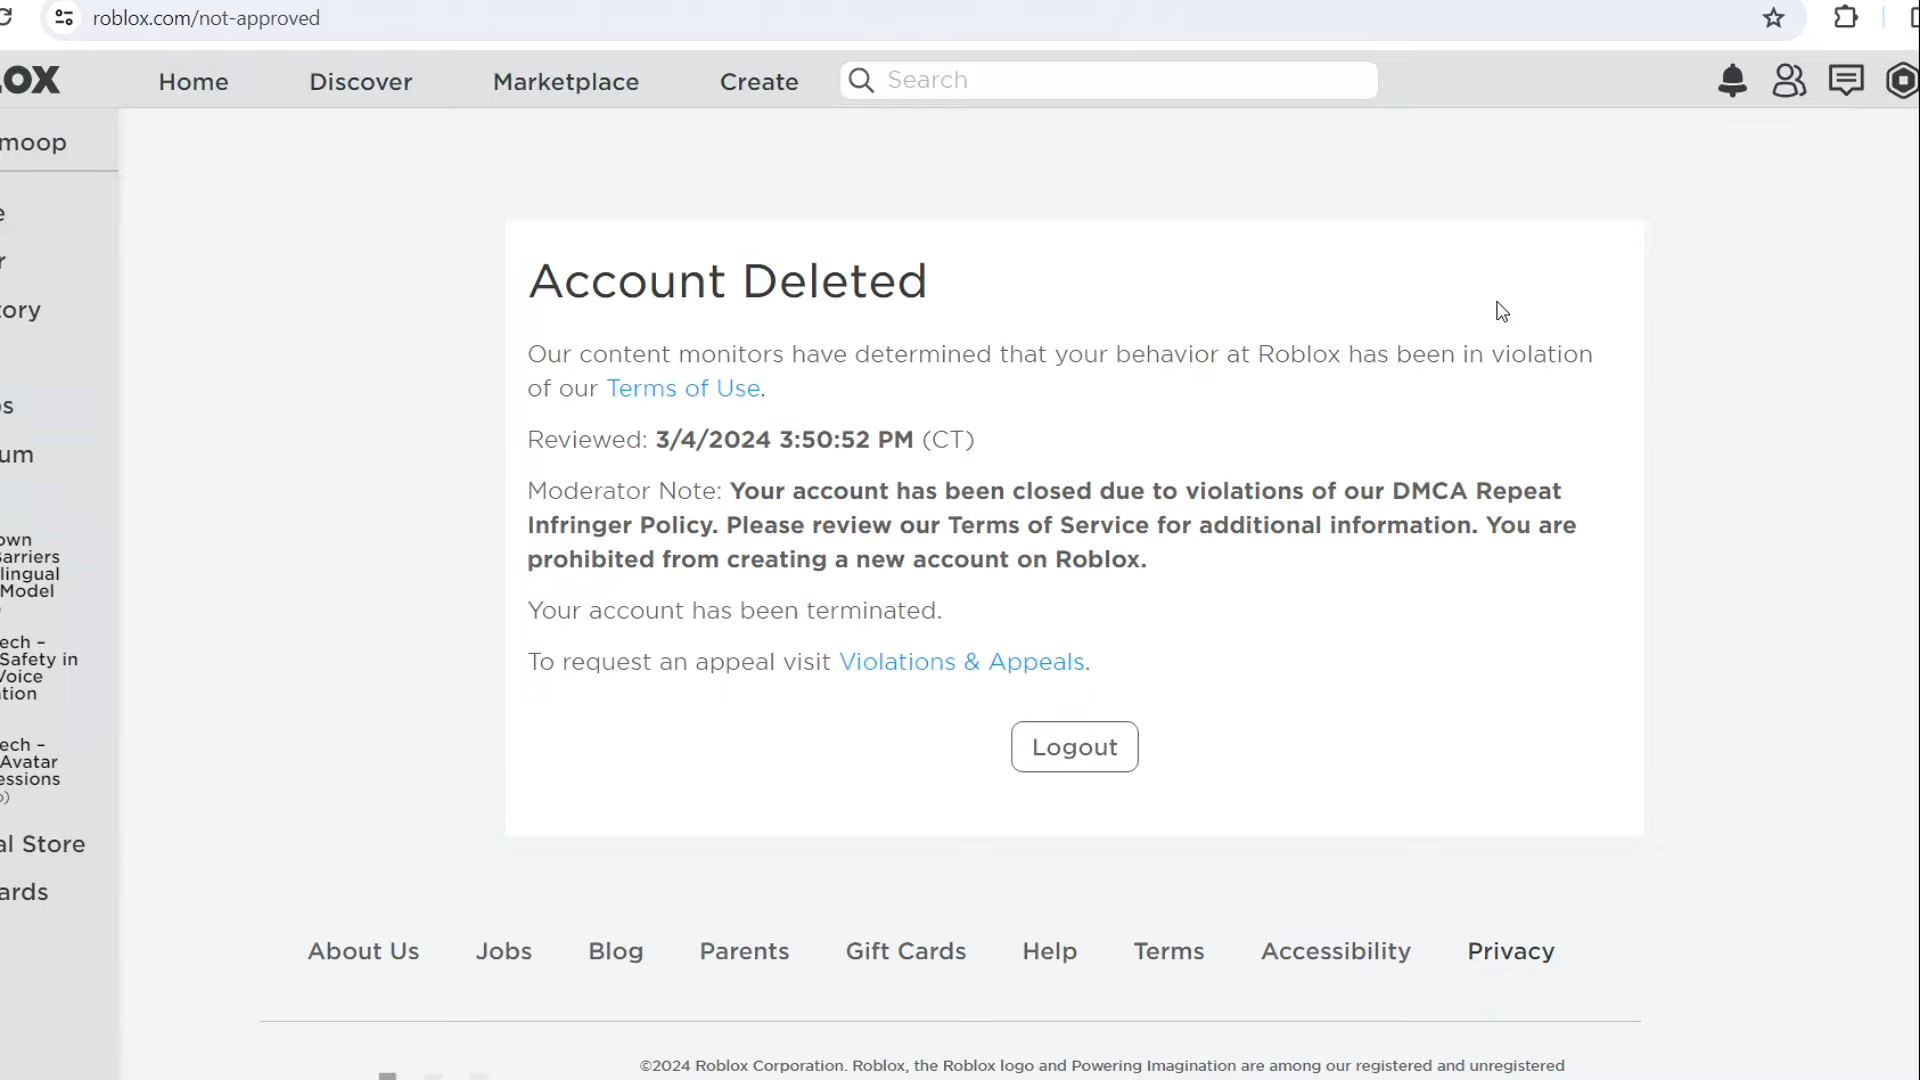 roblox.com/not-approved
OX
Home
Discover
Marketplace
Create
Search
moop
e
r
tory
s
um
own
Barriers
lingual
Model
ech –
Safety in
Voice
tion
ech –
Avatar
essions
al Store
ards
Account Deleted
Our content monitors have determined that your behavior at Roblox has been in violation
of our Terms of Use.
Reviewed: 3/4/2024 3:50:52 PM (CT)
Moderator Note: Your account has been closed due to violations of our DMCA Repeat
Infringer Policy. Please review our Terms of Service for additional information. You are
prohibited from creating a new account on Roblox.
Your account has been terminated.
To request an appeal visit Violations & Appeals.
Logout
About Us
Jobs
Blog
Parents
Gift Cards
Help
Terms
Accessibility
Privacy
©2024 Roblox Corporation. Roblox, the Roblox logo and Powering Imagination are among our registered and unregistered